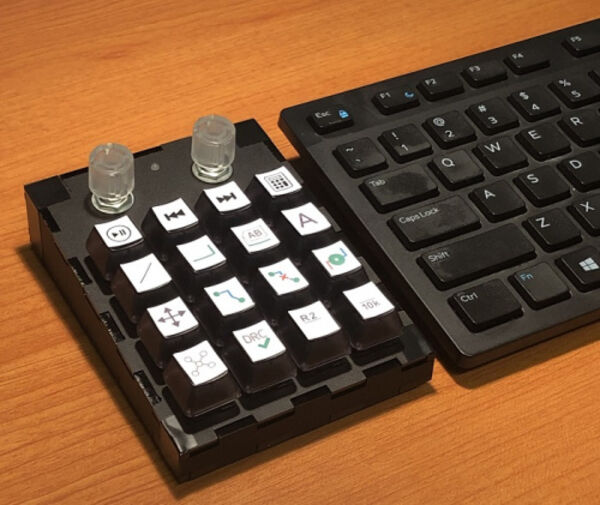 AB
A
DRC
R2
10k
Esc
F1
F2
F3
F4
F5
~
!
1
@
2
#
3
$
4
%
5
Tab
Q
W
E
R
Caps Lock
A
S
D
Shift
Z
X
Ctrl
Fn